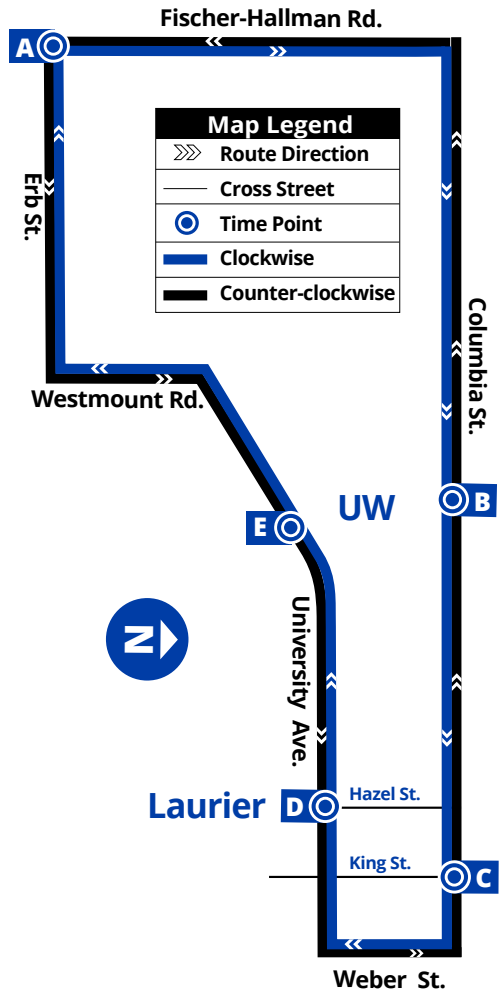 Fischer-Hallman Rd.
A
Map Legend
Route Direction
Cross Street
Time Point
Clockwise
Counter-clockwise
Erb St.
Columbia St.
Westmount Rd.
UW
B
E
University Ave.
N
Laurier
D
Hazel St.
King St.
C
Weber St.